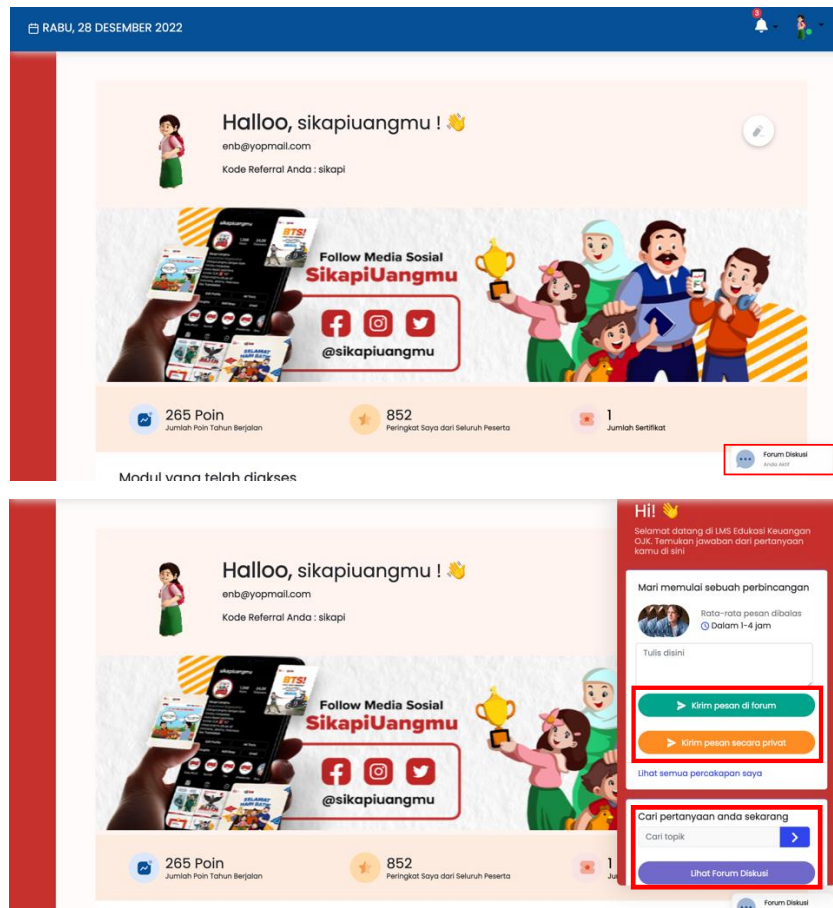 RABU, 28 DESEMBER 2022
3
Halloo, sikapiuangmu ! 👋
enb@yopmail.com
Kode Referral Anda : sikapi
BTS!
Follow Media Sosial
SikapiUangmu
@sikapiuangmu
265 Poin
Jumlah Poin Tahun Berjalan
852
Peringkat Saya dari Seluruh Peserta
1
Jumlah Sertifikat
Forum Diskusi
Anda Aktif
Modul yang telah diakses
Hi! 👋
Selamat datang di LMS Edukasi Keuangan
OJK. Temukan jawaban dari pertanyaan
kamu di sini
Halloo, sikapiuangmu ! 👋
enb@yopmail.com
Kode Referral Anda : sikapi
Mari memulai sebuah perbincangan
Rata-rata pesan dibalas
Dalam 1-4 jam
Tulis disini
Kirim pesan di forum
Kirim pesan secara privat
Lihat semua percakapan saya
BTS!
Follow Media Sosial
SikapiUangmu
@sikapiuangmu
Cari pertanyaan anda sekarang
Cari topik
Lihat Forum Diskusi
265 Poin
Jumlah Poin Tahun Berjalan
852
Peringkat Saya dari Seluruh Peserta
1
Forum Diskusi